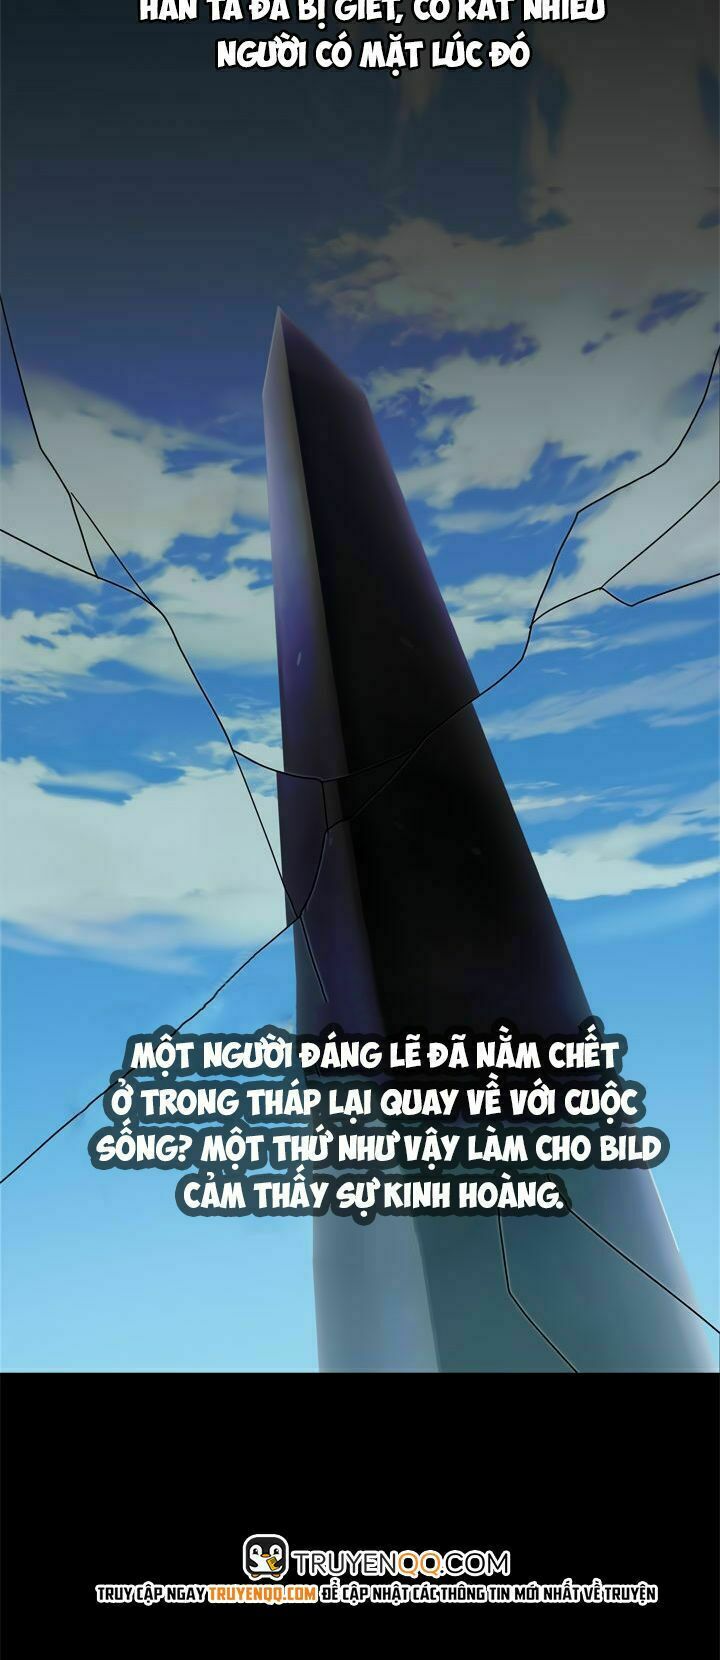 HẮN TA ĐÃ BỊ GIẾT, CÓ RẤT NHIỀU
NGƯỜI CÓ MẶT LÚC ĐÓ
MỘT NGƯỜI ĐÁNG LẼ ĐÃ NẰM CHẾT
Ở TRONG THÁP LẠI QUAY VỀ VỚI CUỘC
SỐNG? MỘT THỨ NHƯ VẬY LÀM CHO BILD
CẢM THẤY SỰ KINH HOÀNG.
TRUYENQQ.COM
TRUY CẬP NGAY TRUYENQQ.COM ĐỂ CẬP NHẬT CÁC THÔNG TIN MỚI NHẤT VỀ TRUYỆN